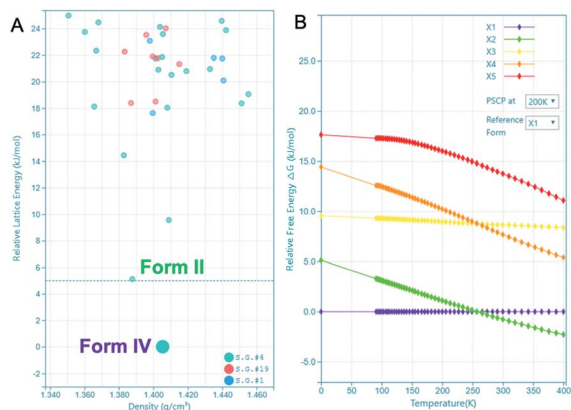 A
Relative Lattice Energy (kJ/mol)
24
22
20
18
16
14
12
10
8
6
4
2
0
-2
Form II
Form IV
S.G.#4
S.G.#19
S.G.#1
1.340
1.360
1.380
1.400
1.420
1.440
1.460
Density (g/cm³)
B
Relative Free Energy △G (kJ/mol)
25.0
20.0
17.5
15.0
10.0
5.0
0.0
-5.0
X1
X2
X3
X4
X5
PSCP at
200K
Reference
Form
X1
0
50
100
150
200
250
300
350
400
Temperature(K)